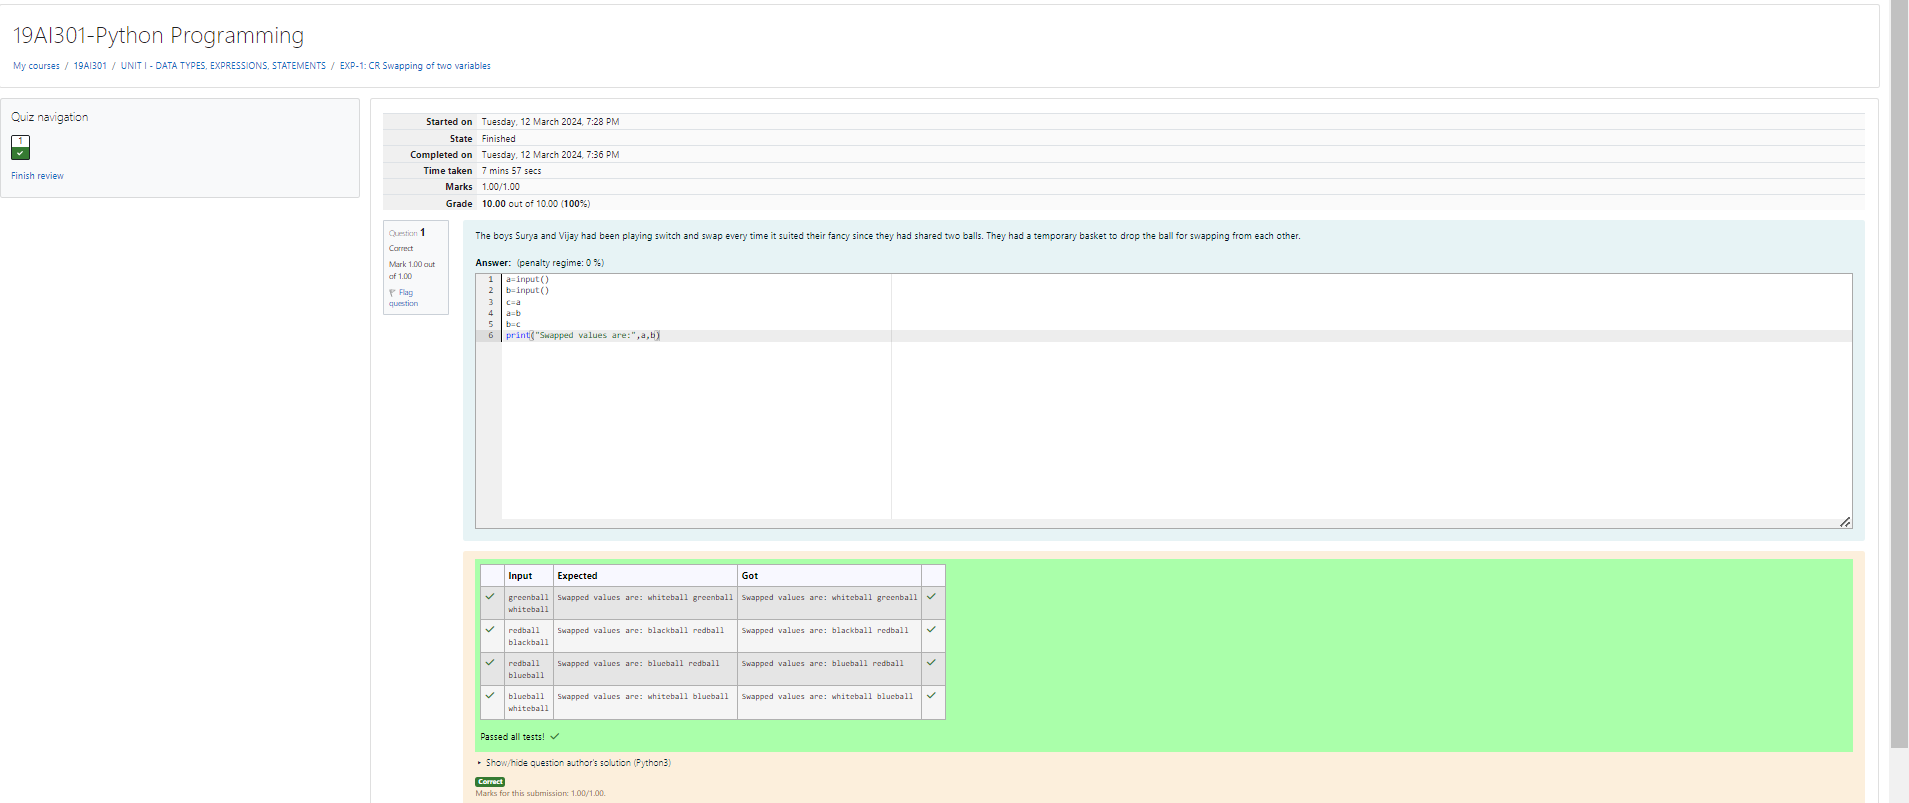 19AI301-Python Programming
My courses / 19AI301 / UNIT I - DATA TYPES, EXPRESSIONS, STATEMENTS / EXP-1: CR Swapping of two variables
Quiz navigation
1
Finish review
Started on Tuesday, 12 March 2024, 7:28 PM
State Finished
Completed on Tuesday, 12 March 2024, 7:36 PM
Time taken 7 mins 57 secs
Marks 1.00/1.00
Grade 10.00 out of 10.00 (100%)
Question 1
Correct
Mark 1.00 out
of 1.00
Flag
question
The boys Surya and Vijay had been playing switch and swap every time it suited their fancy since they had shared two balls. They had a temporary basket to drop the ball for swapping from each other.
Answer: (penalty regime: 0 %)
1 a=input()
2 b=input()
3 c=a
4 a=b
5 b=c
6 print("Swapped values are:",a,b)
Input Expected Got
greenball Swapped values are: whiteball greenball Swapped values are: whiteball greenball
whiteball
redball Swapped values are: blackball redball Swapped values are: blackball redball
blackball
redball Swapped values are: blueball redball Swapped values are: blueball redball
blueball
blueball Swapped values are: whiteball blueball Swapped values are: whiteball blueball
whiteball
Passed all tests!
Show/hide question author's solution (Python3)
Correct
Marks for this submission: 1.00/1.00.